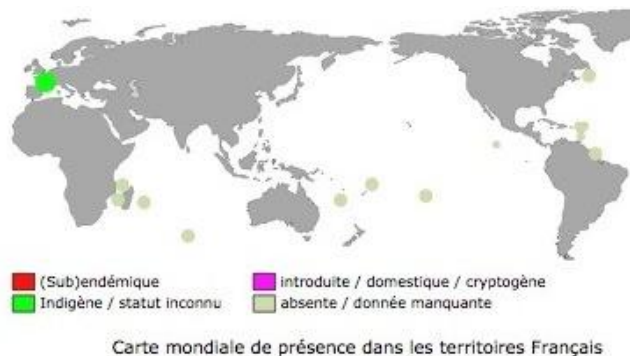 (Sub)endémique
introduite / domestique / cryptogène
Indigène / statut inconnu
absente / donnée manquante
Carte mondiale de présence dans les territoires Français